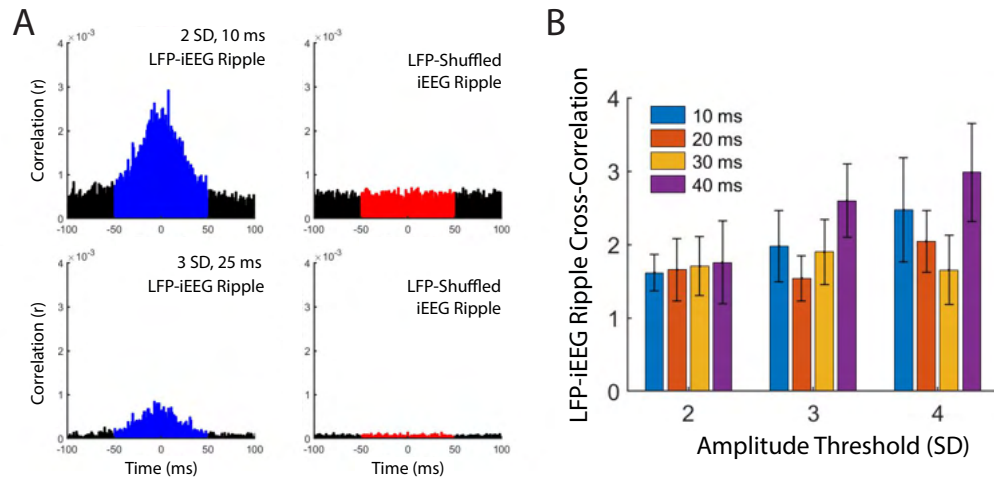 A
2 SD, 10 ms
LFP-iEEG Ripple
×10⁻³
4
3
2
1
0
Correlation (r)
-100 -50 0 50 100
LFP-Shuffled
iEEG Ripple
×10⁻³
4
3
2
1
0
-100 -50 0 50 100
3 SD, 25 ms
LFP-iEEG Ripple
×10⁻³
4
3
2
1
0
Correlation (r)
-100 -50 0 50 100
Time (ms)
LFP-Shuffled
iEEG Ripple
×10⁻³
4
3
2
1
0
-100 -50 0 50 100
Time (ms)
B
LFP-iEEG Ripple Cross-Correlation
4
3
2
1
0
10 ms
20 ms
30 ms
40 ms
2 3 4
Amplitude Threshold (SD)